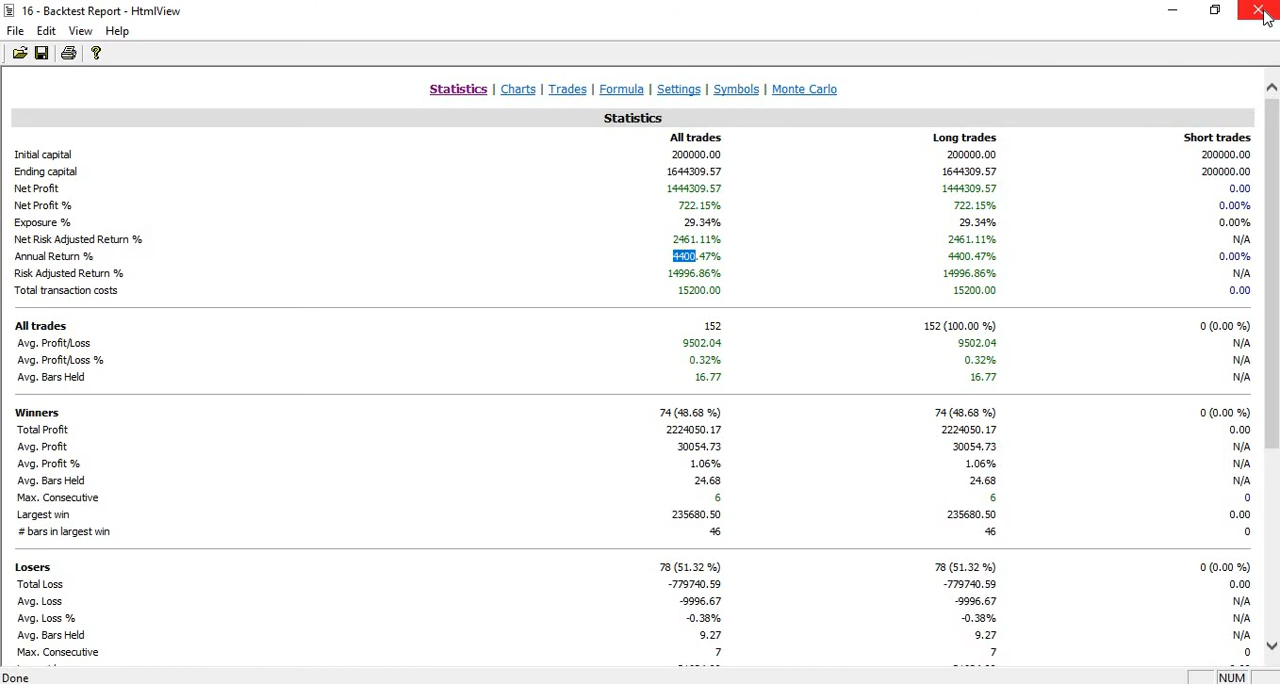 16 - Backtest Report - HtmlView
File Edit View Help
Statistics | Charts | Trades | Formula | Settings | Symbols | Monte Carlo
Statistics
All trades Long trades Short trades
Initial capital 200000.00 200000.00 200000.00
Ending capital 1644309.57 1644309.57 200000.00
Net Profit 1444309.57 1444309.57 0.00
Net Profit % 722.15% 722.15% 0.00%
Exposure % 29.34% 29.34% 0.00%
Net Risk Adjusted Return % 2461.11% 2461.11% N/A
Annual Return % 4400.47% 4400.47% 0.00%
Risk Adjusted Return % 14996.86% 14996.86% N/A
Total transaction costs 15200.00 15200.00 0.00
All trades 152 152 (100.00 %) 0 (0.00 %)
Avg. Profit/Loss 9502.04 9502.04 N/A
Avg. Profit/Loss % 0.32% 0.32% N/A
Avg. Bars Held 16.77 16.77 N/A
Winners 74 (48.68 %) 74 (48.68 %) 0 (0.00 %)
Total Profit 2224050.17 2224050.17 0.00
Avg. Profit 30054.73 30054.73 N/A
Avg. Profit % 1.06% 1.06% N/A
Avg. Bars Held 24.68 24.68 N/A
Max. Consecutive 6 6 0
Largest win 235680.50 235680.50 0.00
# bars in largest win 46 46 0
Losers 78 (51.32 %) 78 (51.32 %) 0 (0.00 %)
Total Loss -779740.59 -779740.59 0.00
Avg. Loss -9996.67 -9996.67 N/A
Avg. Loss % -0.38% -0.38% N/A
Avg. Bars Held 9.27 9.27 N/A
Max. Consecutive 7 7 0
Done NUM